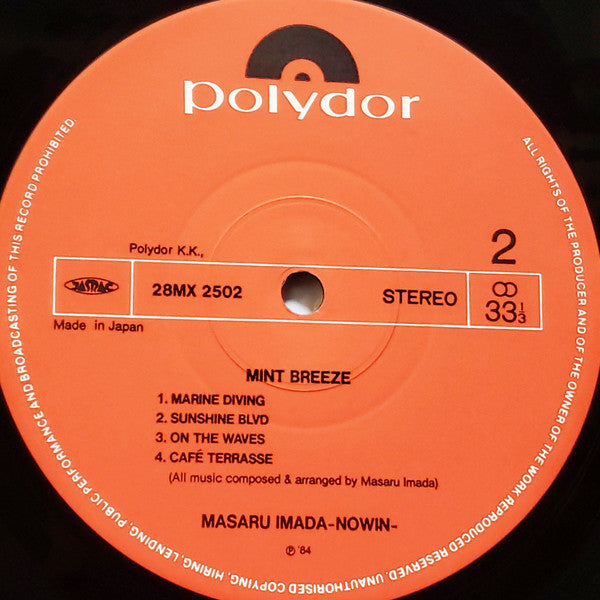 polydor
Polydor K.K.,
2
JASRAC
28MX 2502
STEREO
33⅓
Made in Japan
MINT BREEZE
1. MARINE DIVING
2. SUNSHINE BLVD
3. ON THE WAVES
4. CAFÉ TERRASSE
(All music composed & arranged by Masaru Imada)
MASARU IMADA-NOWIN-
℗ '84
ALL RIGHTS OF THE PRODUCER AND OF THE OWNER OF THE WORK REPRODUCED RESERVED. UNAUTHORISED COPYING, HIRING, LENDING, PUBLIC PERFORMANCE AND BROADCASTING OF THIS RECORD PROHIBITED.